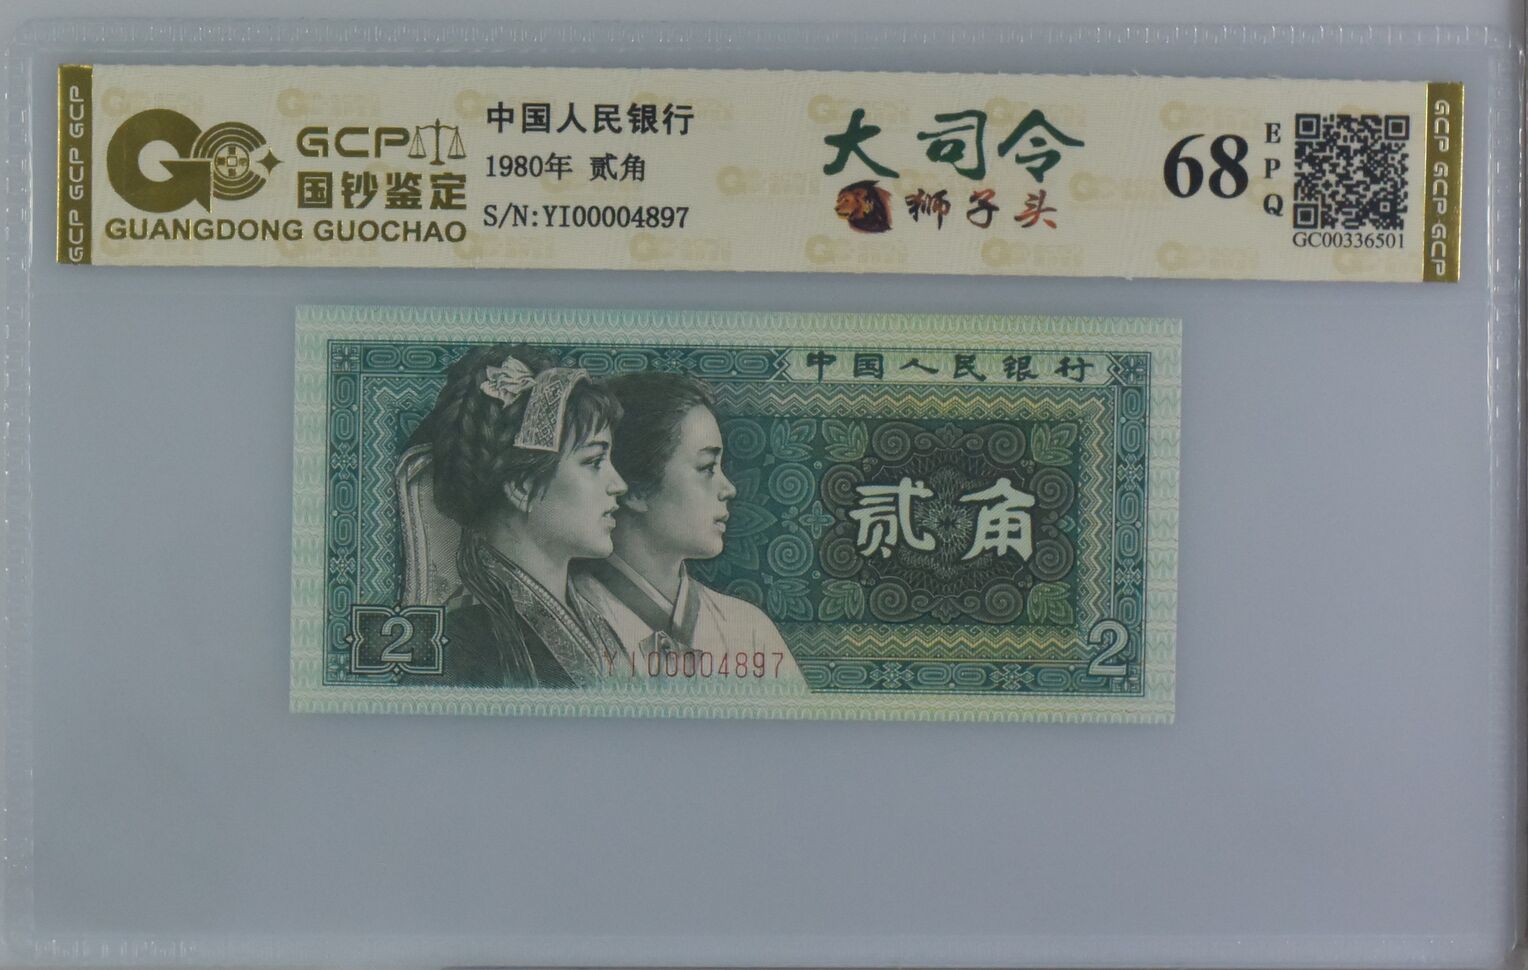 GCP GCP GCP
GCP
国钞鉴定
GUANGDONG GUOCHAO
中国人民银行
1980年 贰角
S/N:YI00004897
大司令
狮子头
68
EPQ
GC00336501
GCP GCP GCP
中国人民银行
贰角
2
2
YI00004897